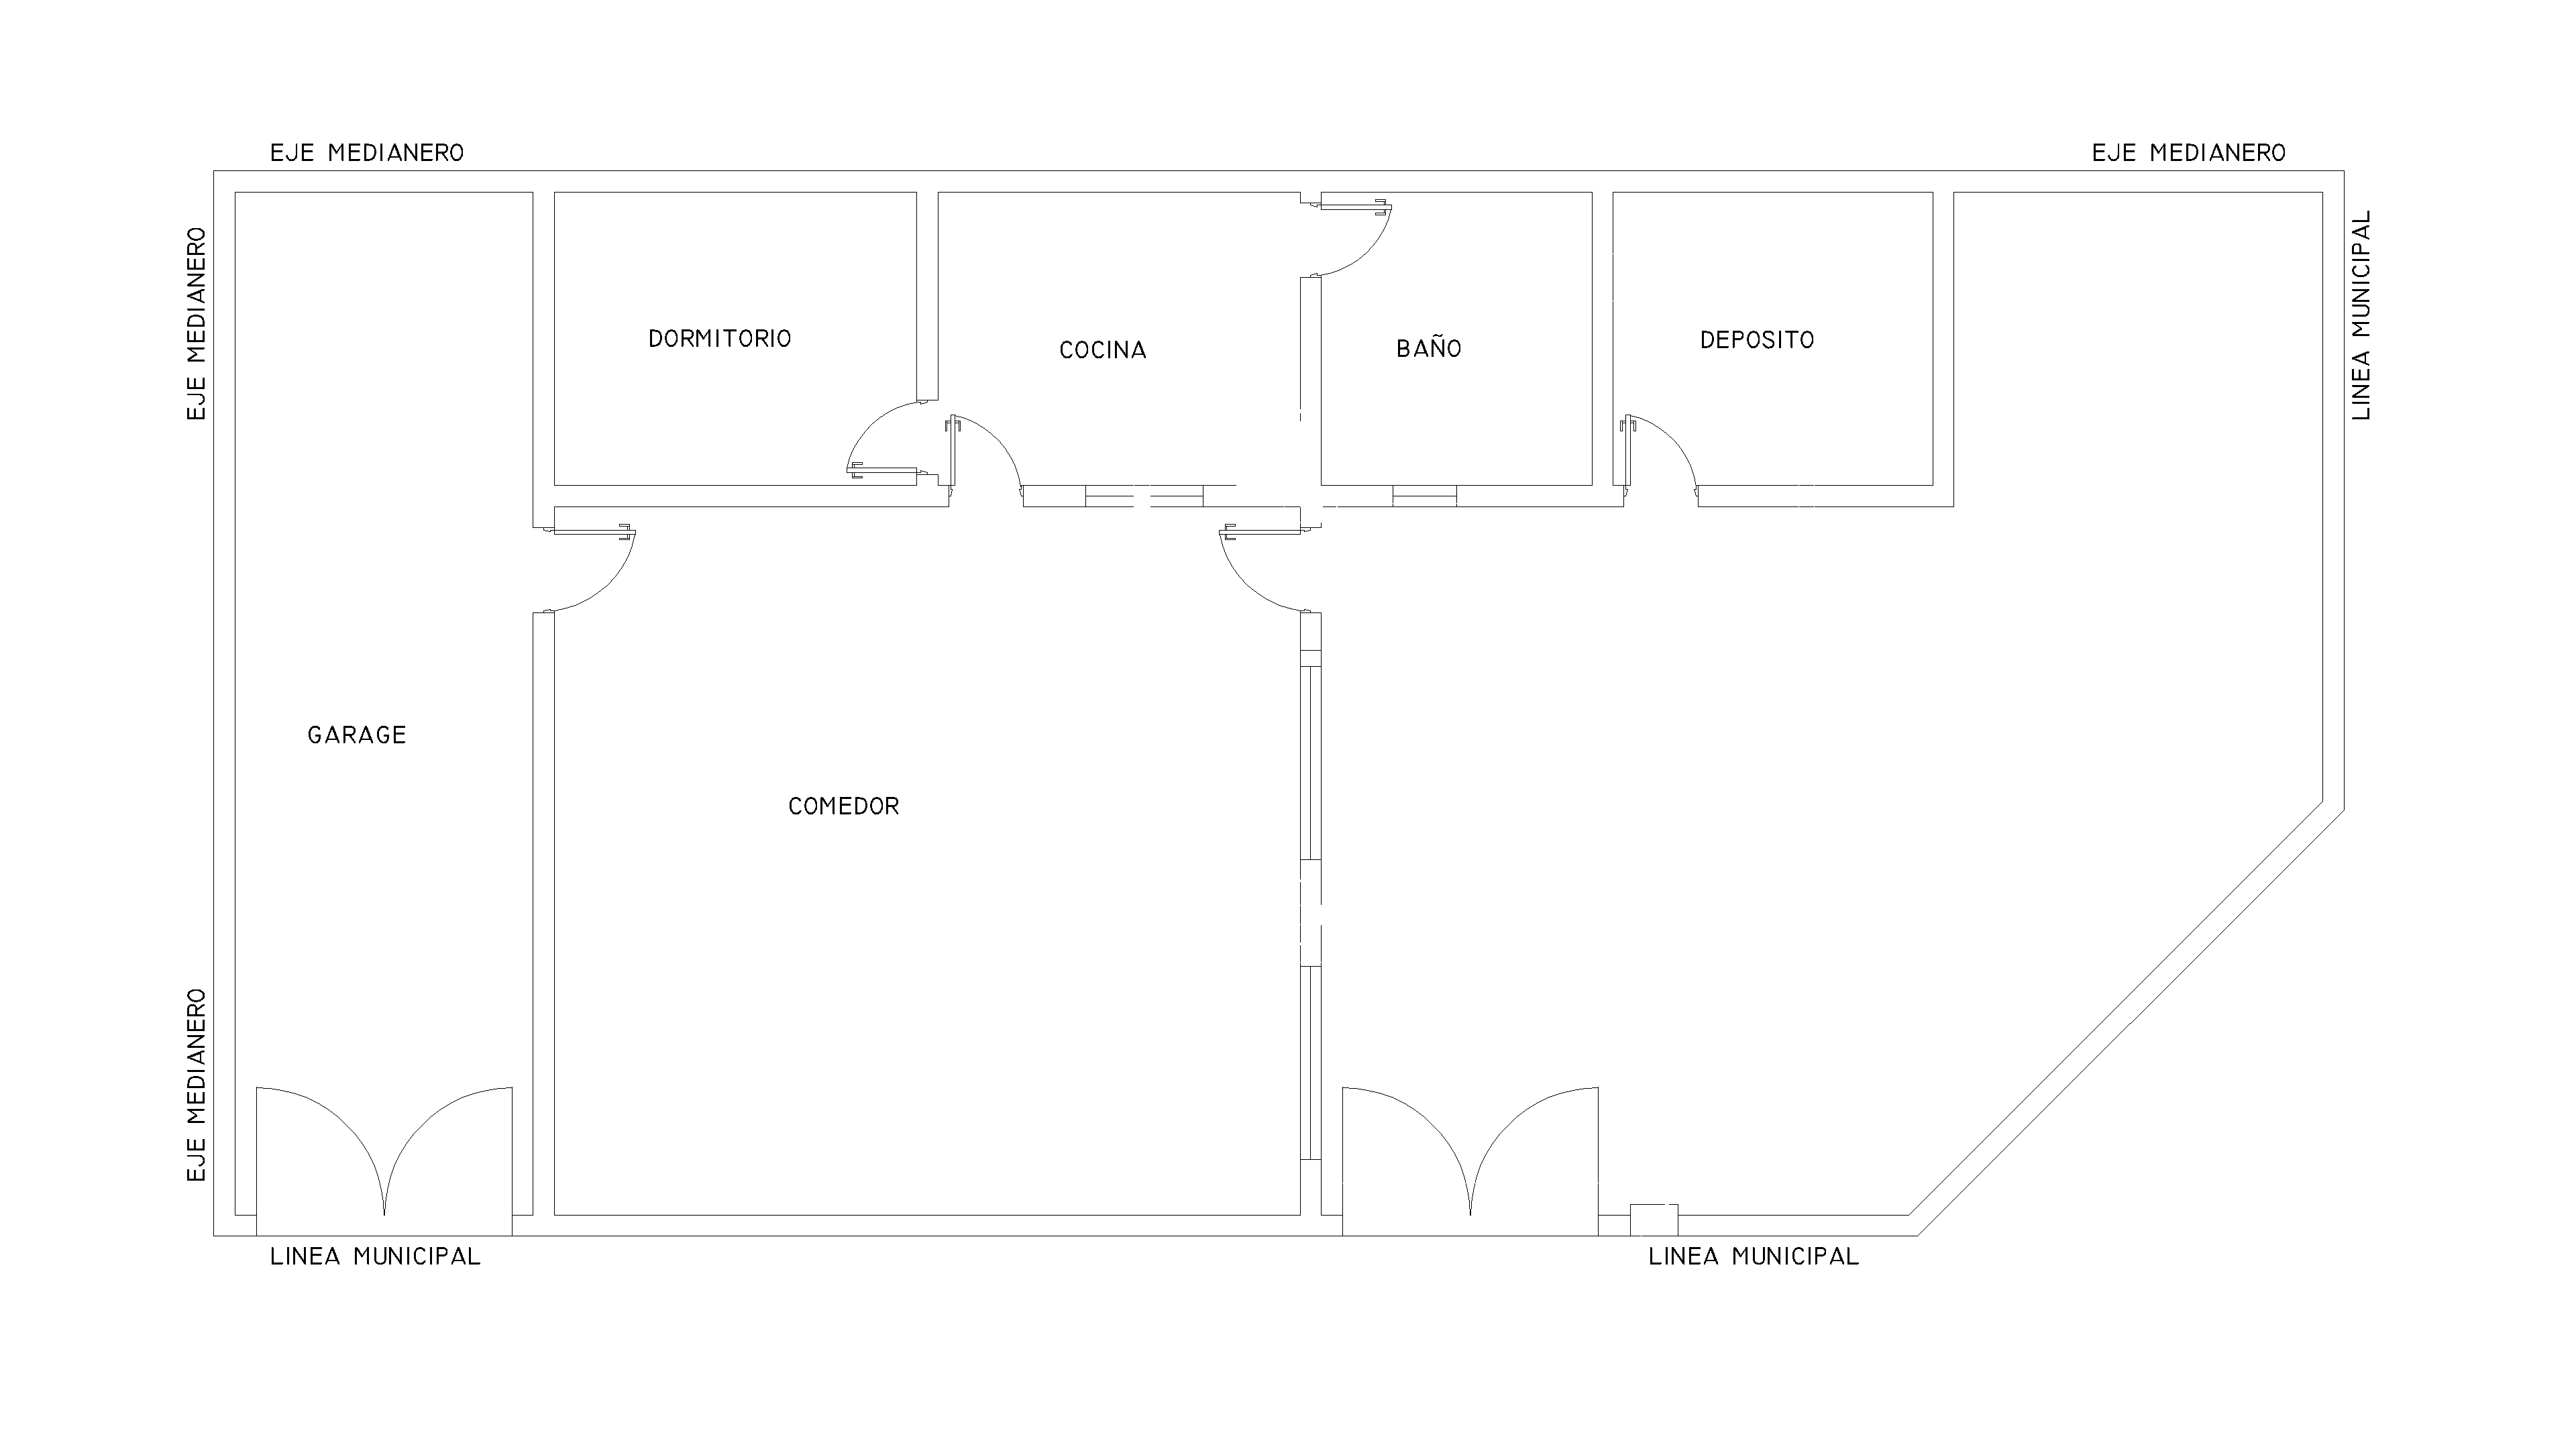 EJE MEDIANERO
EJE MEDIANERO
EJE MEDIANERO
LINEA MUNICIPAL
DORMITORIO
COCINA
BAÑO
DEPOSITO
GARAGE
COMEDOR
EJE MEDIANERO
LINEA MUNICIPAL
LINEA MUNICIPAL